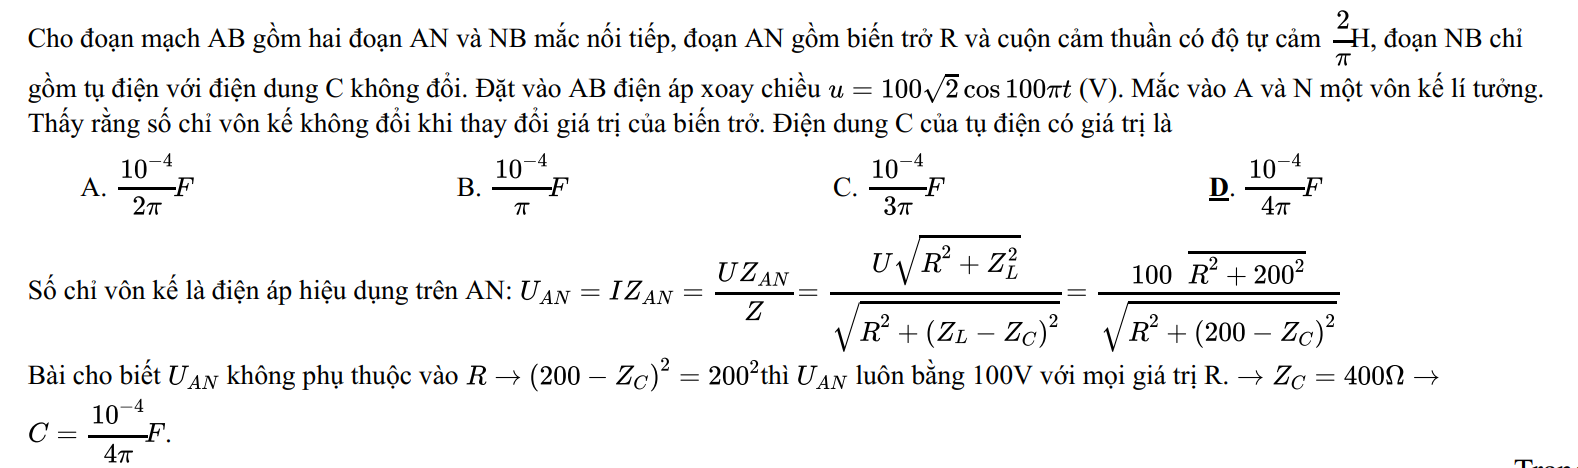 Cho đoạn mạch AB gồm hai đoạn AN và NB mắc nối tiếp, đoạn AN gồm biến trở R và cuộn cảm thuần có độ tự cảm $\frac{2}{\pi}$H, đoạn NB chỉ
gồm tụ điện với điện dung C không đổi. Đặt vào AB điện áp xoay chiều $u = 100\sqrt{2}\cos 100\pi t$ (V). Mắc vào A và N một vôn kế lí tưởng.
Thấy rằng số chỉ vôn kế không đổi khi thay đổi giá trị của biến trở. Điện dung C của tụ điện có giá trị là
A. $\frac{10^{-4}}{2\pi}F$ B. $\frac{10^{-4}}{\pi}F$ C. $\frac{10^{-4}}{3\pi}F$ D. $\frac{10^{-4}}{4\pi}F$
Số chỉ vôn kế là điện áp hiệu dụng trên AN: $U_{AN} = IZ_{AN} = \frac{UZ_{AN}}{Z} = \frac{U\sqrt{R^2 + Z_L^2}}{\sqrt{R^2 + (Z_L - Z_C)^2}} = \frac{100\ \overline{R^2 + 200^2}}{\sqrt{R^2 + (200 - Z_C)^2}}$
Bài cho biết $U_{AN}$ không phụ thuộc vào $R \to (200 - Z_C)^2 = 200^2$thì $U_{AN}$ luôn bằng 100V với mọi giá trị R. $\to Z_C = 400\Omega \to$
$C = \frac{10^{-4}}{4\pi}F.$